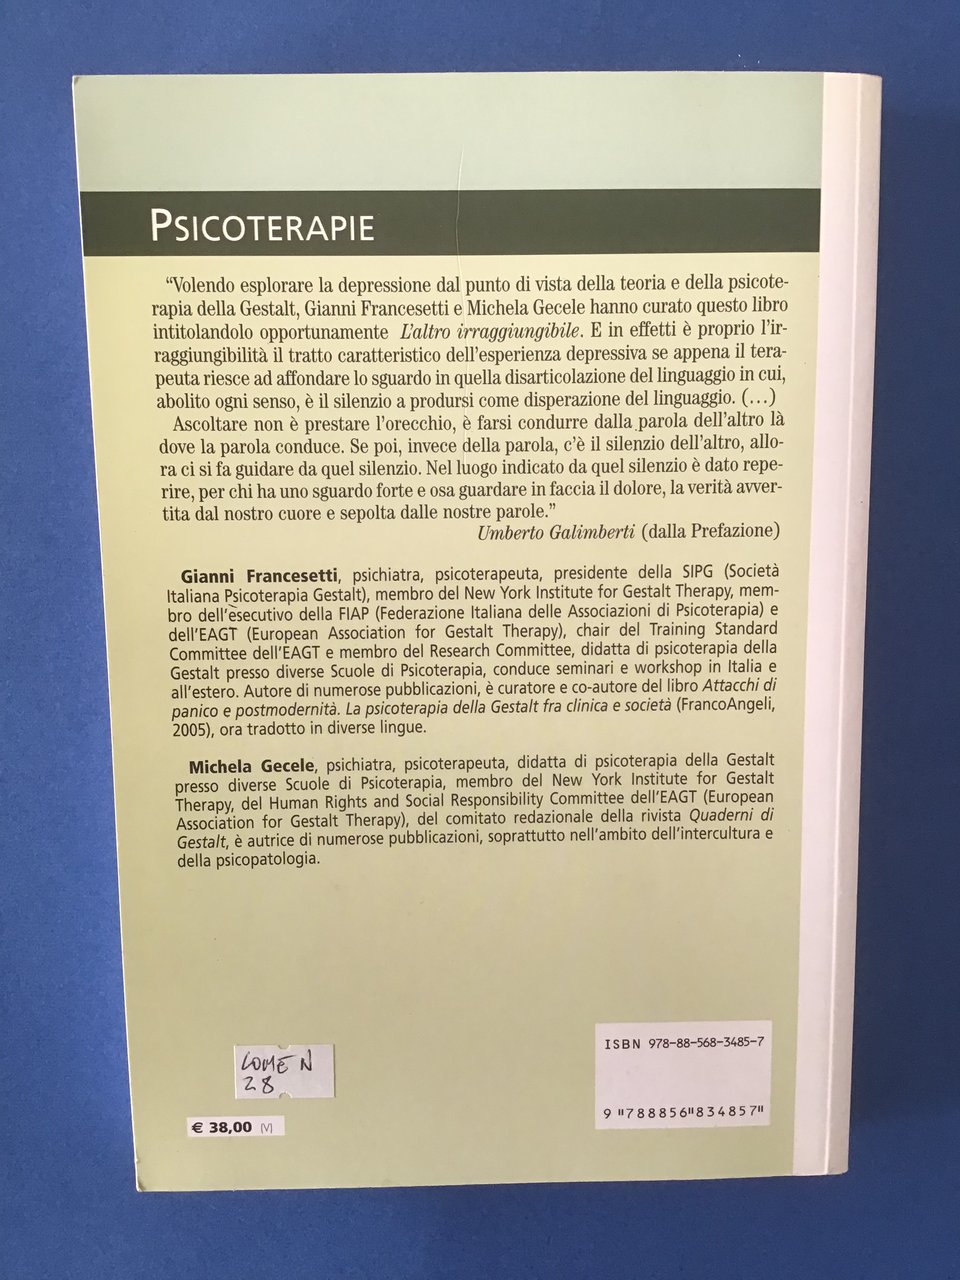 PSICOTERAPIE
“Volendo esplorare la depressione dal punto di vista della teoria e della psicote-
rapia della Gestalt, Gianni Francesetti e Michela Gecele hanno curato questo libro
intitolandolo opportunamente L’altro irraggiungibile. E in effetti è proprio l’ir-
raggiungibilità il tratto caratteristico dell’esperienza depressiva se appena il tera-
peuta riesce ad affondare lo sguardo in quella disarticolazione del linguaggio in cui,
abolito ogni senso, è il silenzio a prodursi come disperazione del linguaggio. (…)
Ascoltare non è prestare l’orecchio, è farsi condurre dalla parola dell’altro là
dove la parola conduce. Se poi, invece della parola, c’è il silenzio dell’altro, allo-
ra ci si fa guidare da quel silenzio. Nel luogo indicato da quel silenzio è dato repe-
rire, per chi ha uno sguardo forte e osa guardare in faccia il dolore, la verità avver-
tita dal nostro cuore e sepolta dalle nostre parole.”
Umberto Galimberti (dalla Prefazione)
Gianni Francesetti, psichiatra, psicoterapeuta, presidente della SIPG (Società
Italiana Psicoterapia Gestalt), membro del New York Institute for Gestalt Therapy, mem-
bro dell’esecutivo della FIAP (Federazione Italiana delle Associazioni di Psicoterapia) e
dell’EAGT (European Association for Gestalt Therapy), chair del Training Standard
Committee dell’EAGT e membro del Research Committee, didatta di psicoterapia della
Gestalt presso diverse Scuole di Psicoterapia, conduce seminari e workshop in Italia e
all’estero. Autore di numerose pubblicazioni, è curatore e co-autore del libro Attacchi di
panico e postmodernità. La psicoterapia della Gestalt fra clinica e società (FrancoAngeli,
2005), ora tradotto in diverse lingue.
Michela Gecele, psichiatra, psicoterapeuta, didatta di psicoterapia della Gestalt
presso diverse Scuole di Psicoterapia, membro del New York Institute for Gestalt
Therapy, del Human Rights and Social Responsibility Committee dell’EAGT (European
Association for Gestalt Therapy), del comitato redazionale della rivista Quaderni di
Gestalt, è autrice di numerose pubblicazioni, soprattutto nell’ambito dell’intercultura e
della psicopatologia.
COME N
28
€ 38,00 (V)
ISBN 978-88-568-3485-7
9 788856 834857